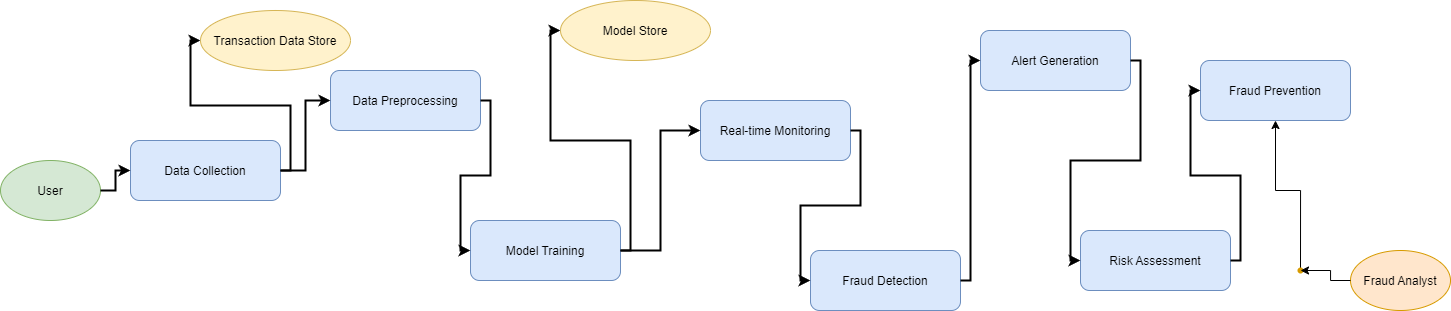 Transaction Data Store
Model Store
Alert Generation
Data Preprocessing
Fraud Prevention
Real-time Monitoring
Data Collection
User
Model Training
Risk Assessment
Fraud Detection
Fraud Analyst